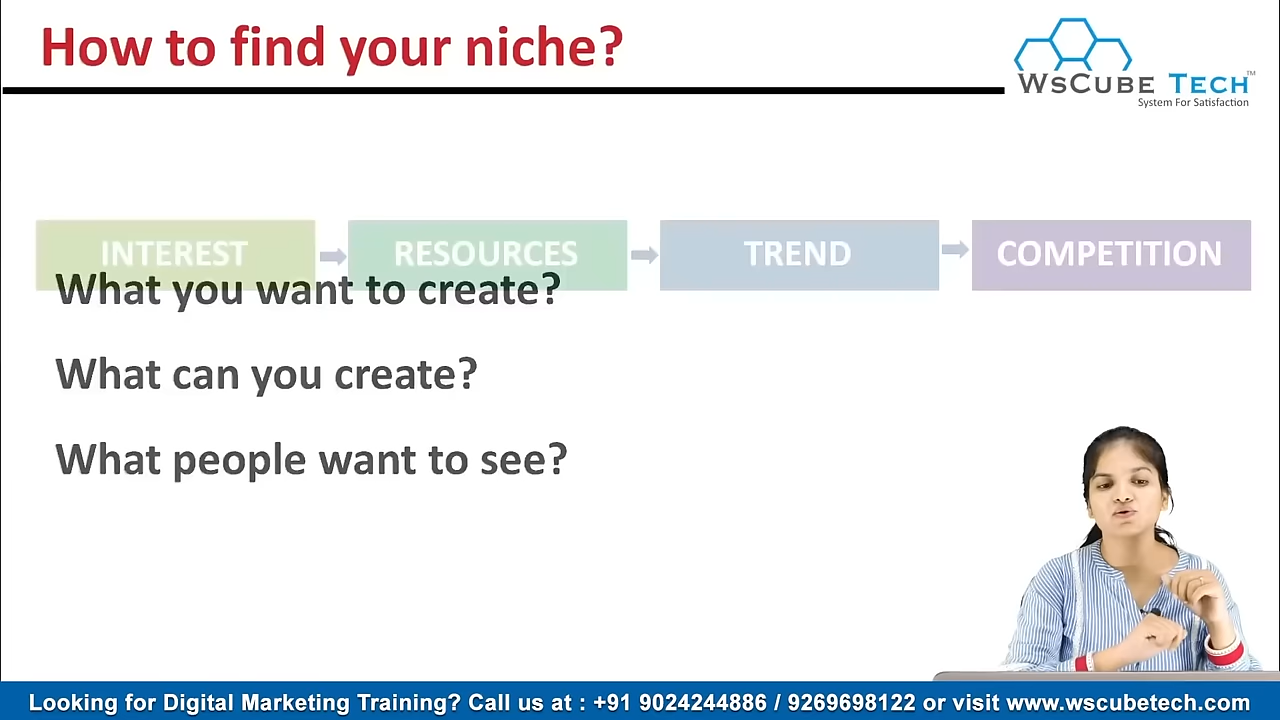 How to find your niche?
WSCUBE TECH™
System For Satisfaction
INTEREST
RESOURCES
TREND
COMPETITION
What you want to create?
What can you create?
What people want to see?
Looking for Digital Marketing Training? Call us at : +91 9024244886 / 9269698122 or visit www.wscubetech.com